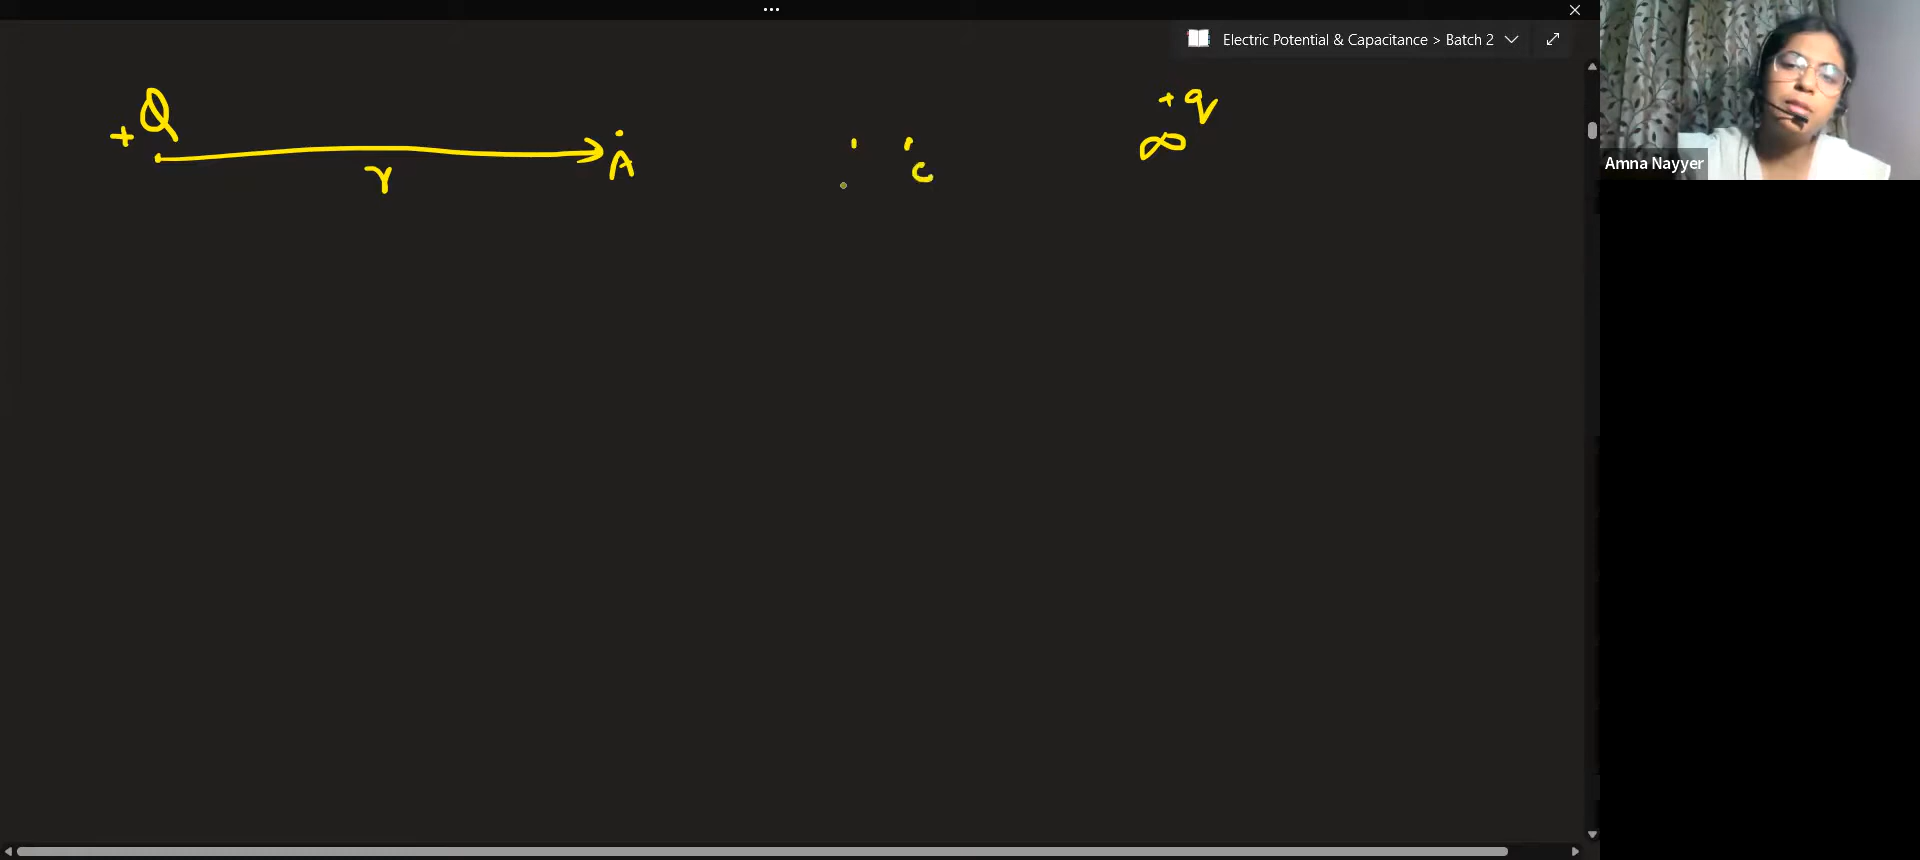 Electric Potential & Capacitance > Batch 2
+q
+Q
∞
A
C
r
Amna Nayyer